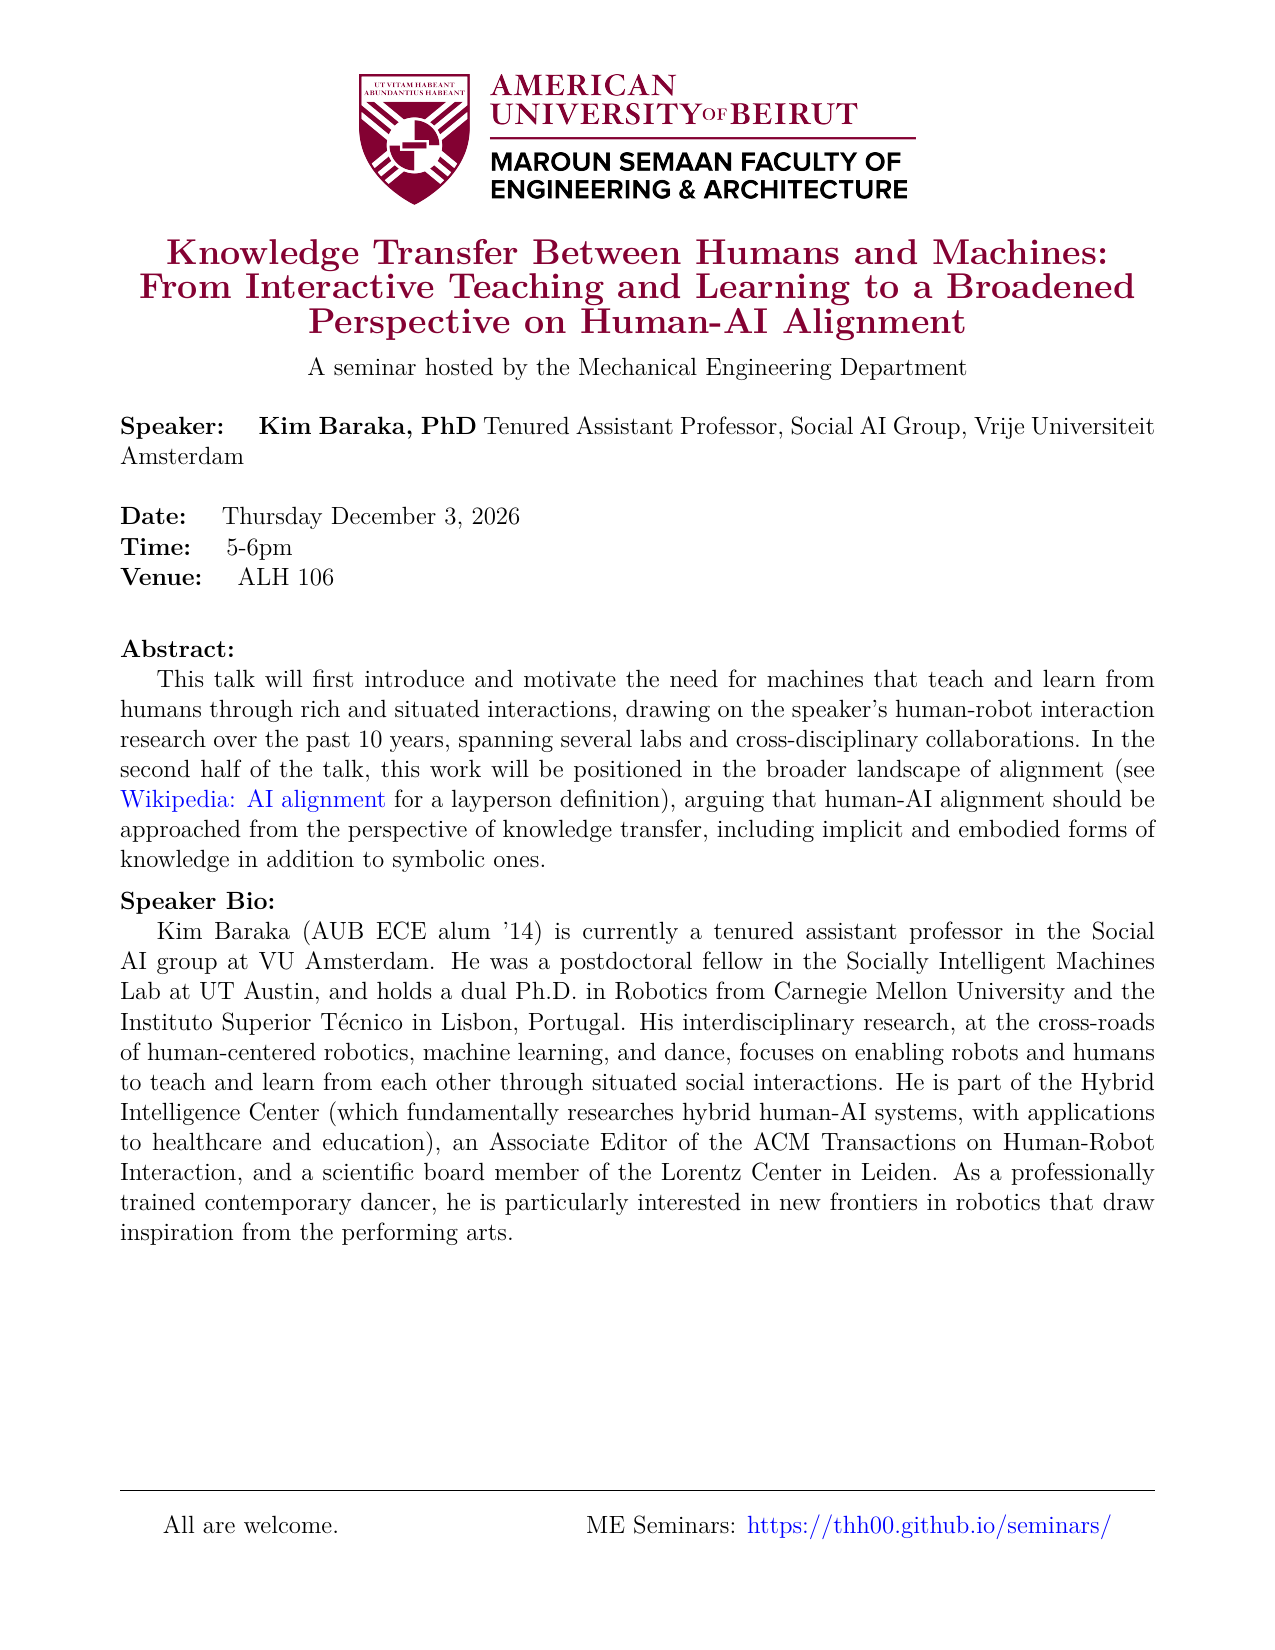 UT VITAM HABEANT
ABUNDANTIUS HABEANT
AMERICAN
UNIVERSITY OF BEIRUT
MAROUN SEMAAN FACULTY OF
ENGINEERING & ARCHITECTURE
Knowledge Transfer Between Humans and Machines:
From Interactive Teaching and Learning to a Broadened
Perspective on Human-AI Alignment
A seminar hosted by the Mechanical Engineering Department
Speaker: Kim Baraka, PhD Tenured Assistant Professor, Social AI Group, Vrije Universiteit
Amsterdam
Date: Thursday December 3, 2026
Time: 5-6pm
Venue: ALH 106
Abstract:
This talk will first introduce and motivate the need for machines that teach and learn from
humans through rich and situated interactions, drawing on the speaker's human-robot interaction
research over the past 10 years, spanning several labs and cross-disciplinary collaborations. In the
second half of the talk, this work will be positioned in the broader landscape of alignment (see
Wikipedia: AI alignment for a layperson definition), arguing that human-AI alignment should be
approached from the perspective of knowledge transfer, including implicit and embodied forms of
knowledge in addition to symbolic ones.
Speaker Bio:
Kim Baraka (AUB ECE alum '14) is currently a tenured assistant professor in the Social
AI group at VU Amsterdam. He was a postdoctoral fellow in the Socially Intelligent Machines
Lab at UT Austin, and holds a dual Ph.D. in Robotics from Carnegie Mellon University and the
Instituto Superior Técnico in Lisbon, Portugal. His interdisciplinary research, at the cross-roads
of human-centered robotics, machine learning, and dance, focuses on enabling robots and humans
to teach and learn from each other through situated social interactions. He is part of the Hybrid
Intelligence Center (which fundamentally researches hybrid human-AI systems, with applications
to healthcare and education), an Associate Editor of the ACM Transactions on Human-Robot
Interaction, and a scientific board member of the Lorentz Center in Leiden. As a professionally
trained contemporary dancer, he is particularly interested in new frontiers in robotics that draw
inspiration from the performing arts.
All are welcome. ME Seminars: https://thh00.github.io/seminars/